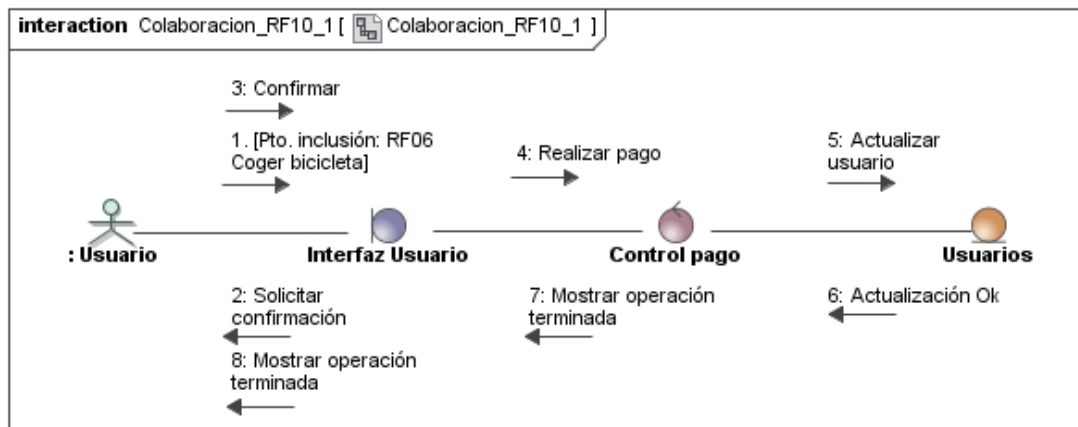 interaction Colaboracion_RF10_1 [ Colaboracion_RF10_1 ]
3: Confirmar
1. [Pto. inclusión: RF06
Coger bicicleta]
4: Realizar pago
5: Actualizar
usuario
: Usuario
Interfaz Usuario
Control pago
Usuarios
2: Solicitar
confirmación
7: Mostrar operación
terminada
6: Actualización Ok
8: Mostrar operación
terminada